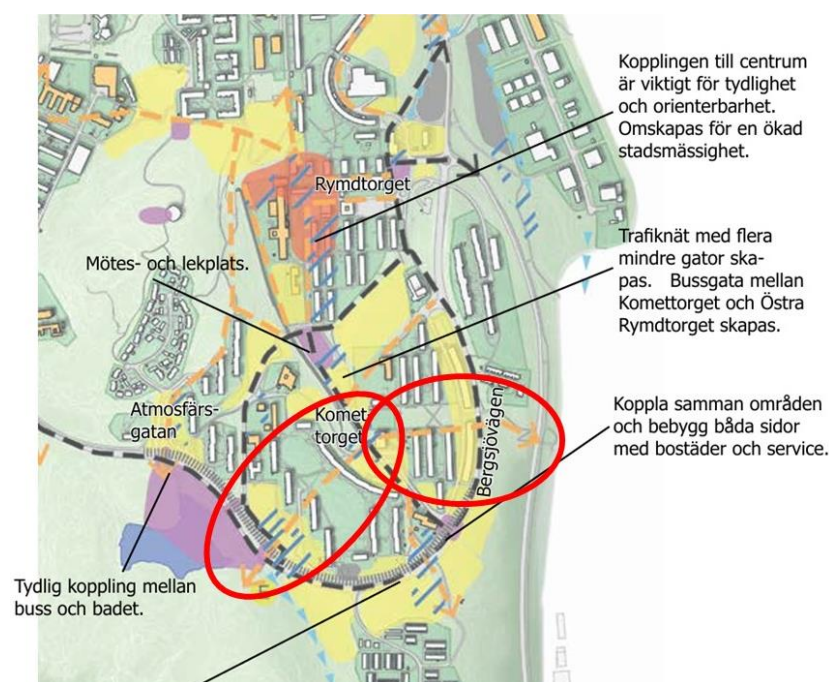 Kopplingen till centrum
är viktigt för tydlighet
och orienterbarhet.
Omskapas för en ökad
stadsmässighet.
Rymdtorget
Mötes- och lekplats.
Trafiknät med flera
mindre gator ska-
pas. Bussgata mellan
Komettorget och Östra
Rymdtorget skapas.
Atmosfärs-
gatan
Komet-
torget
Bergsjövägen
Koppla samman områden
och bebygg båda sidor
med bostäder och service.
Tydlig koppling mellan
buss och badet.